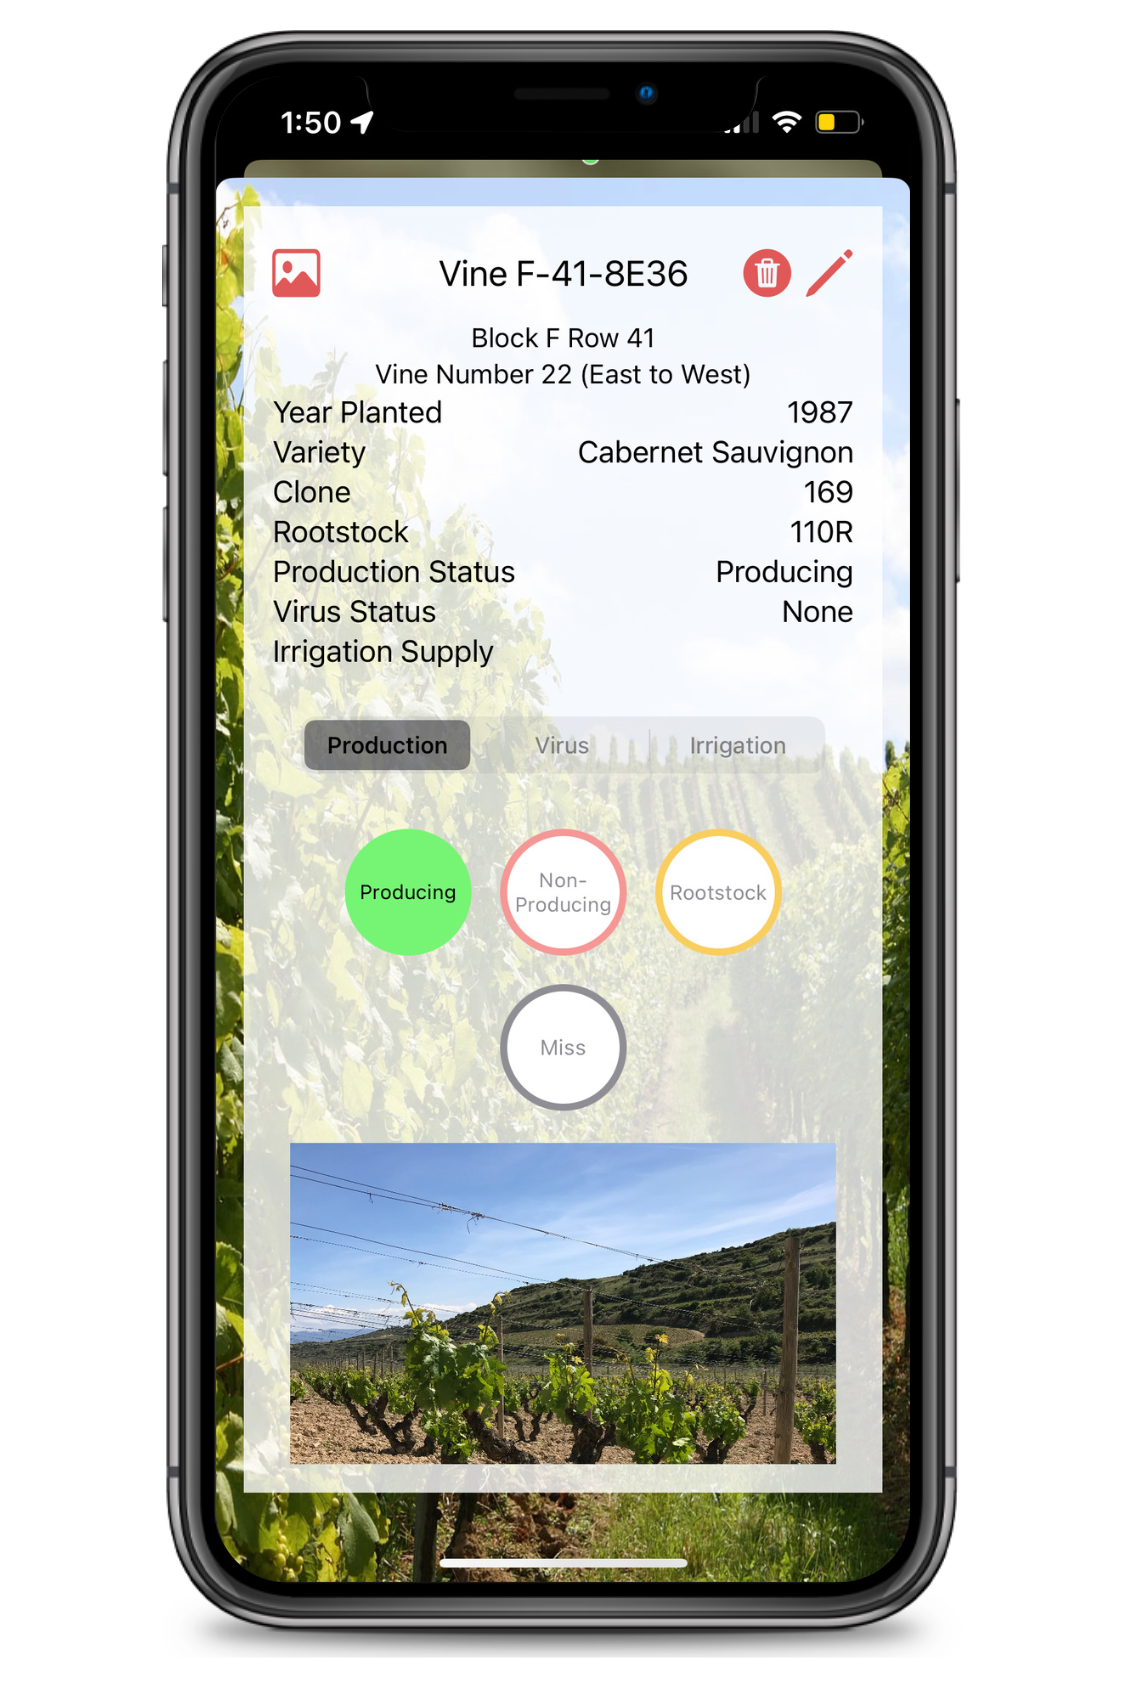 1:50
Vine F-41-8E36
Block F Row 41
Vine Number 22 (East to West)
Year Planted 1987
Variety Cabernet Sauvignon
Clone 169
Rootstock 110R
Production Status Producing
Virus Status None
Irrigation Supply
Production Virus Irrigation
Producing
Non-
Producing
Rootstock
Miss